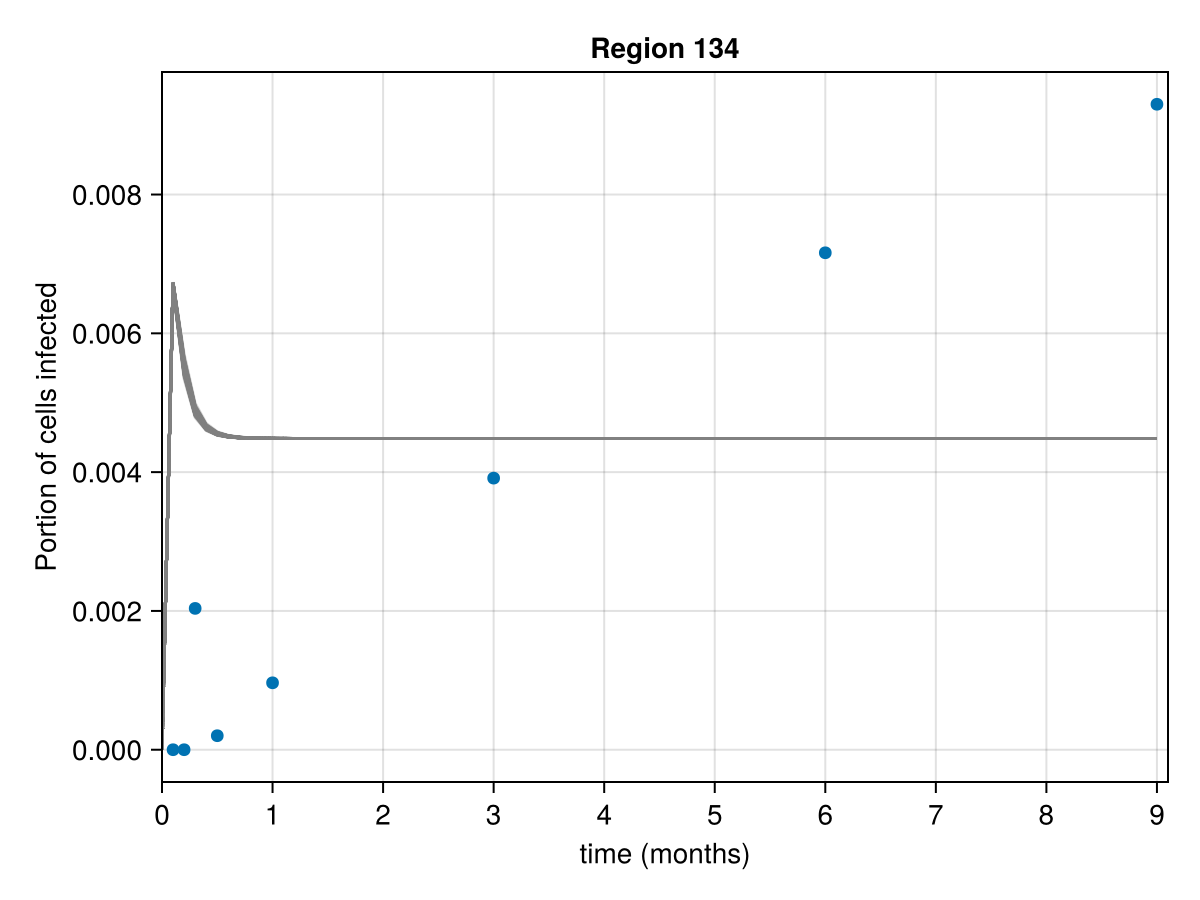 Region 134
Portion of cells infected
0.008
0.006
0.004
0.002
0.000
0 1 2 3 4 5 6 7 8 9
time (months)